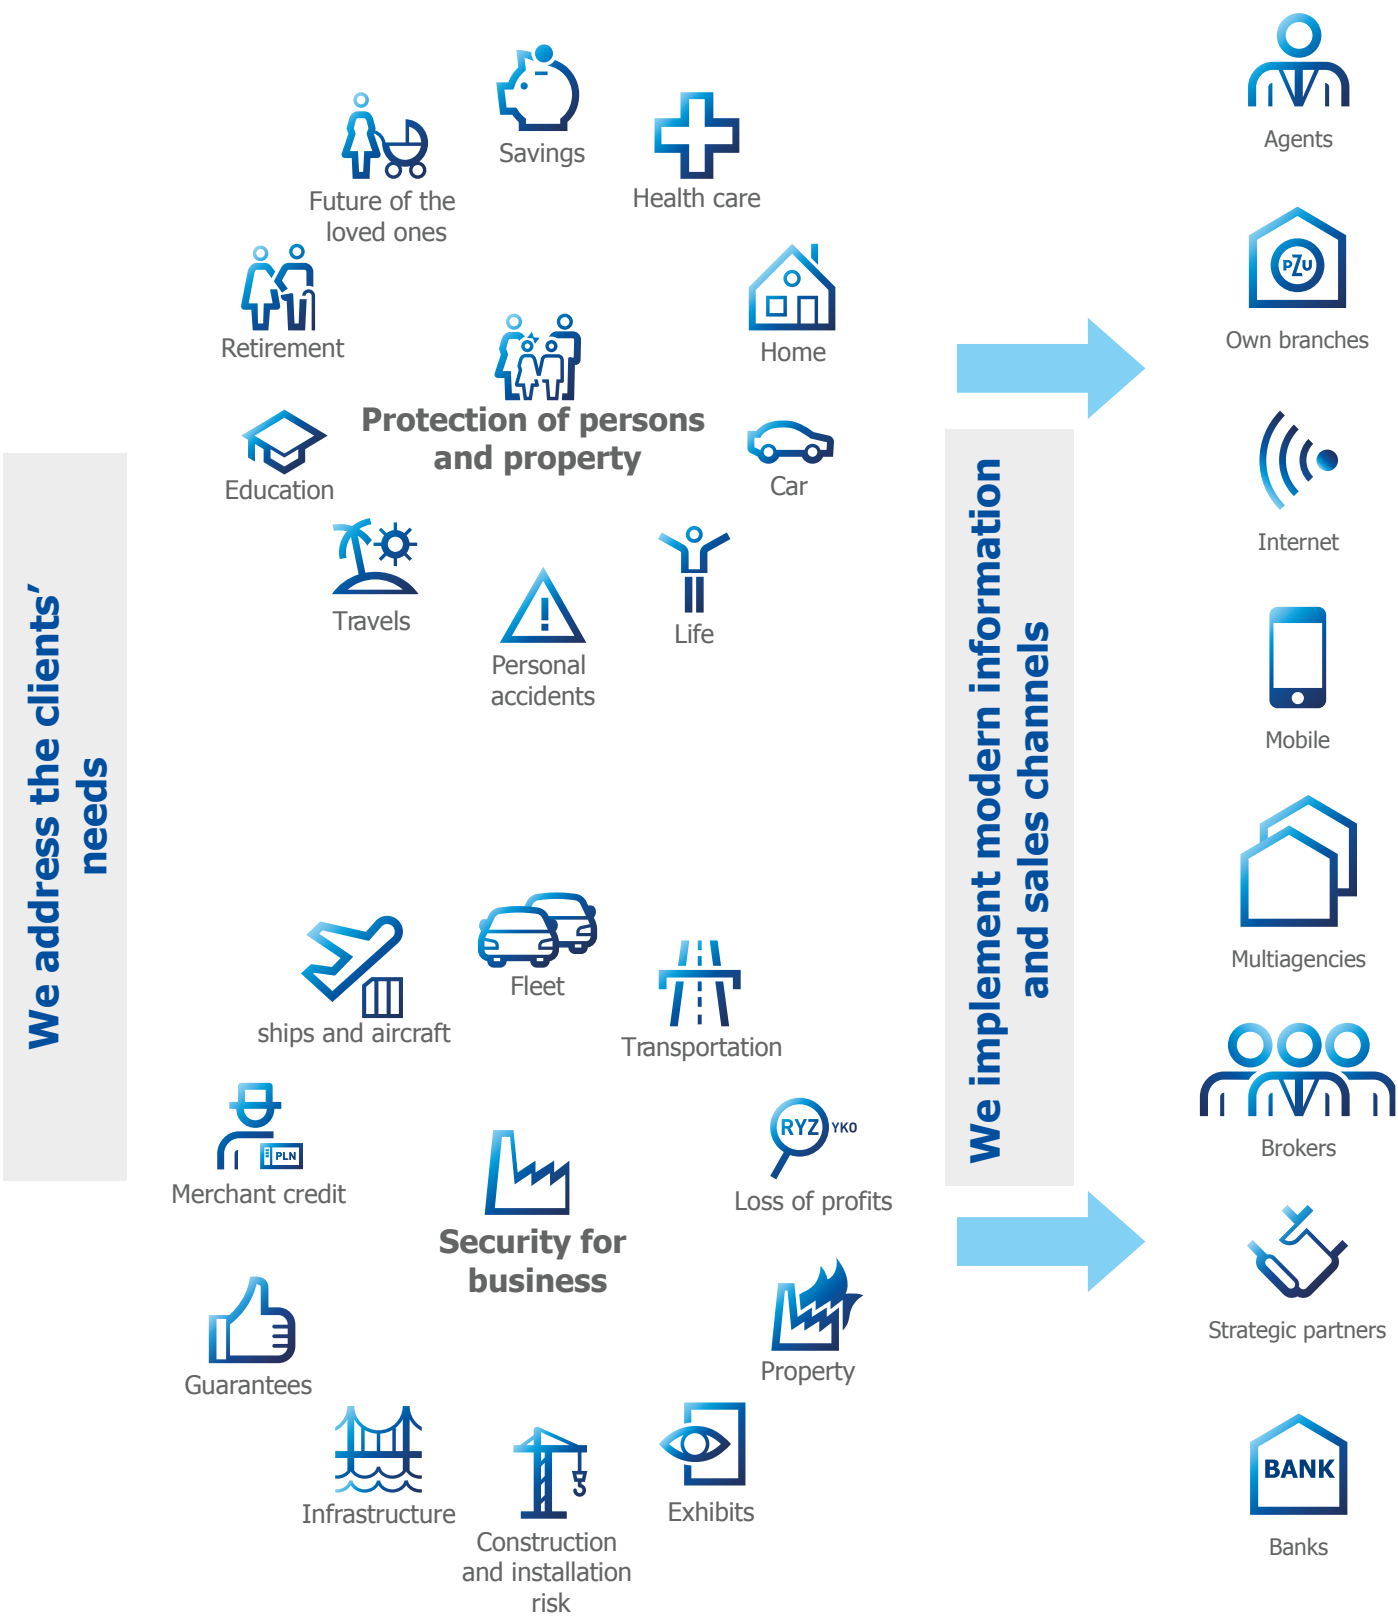 We address the clients'
needs
Savings
Future of the
loved ones
Health care
Retirement
Home
Protection of persons
and property
Education
Car
Travels
Life
Personal
accidents
Fleet
ships and aircraft
Transportation
PLN
Merchant credit
RYZYKO
Loss of profits
Security for
business
Guarantees
Property
Infrastructure
Construction
and installation
risk
Exhibits
We implement modern information
and sales channels
Agents
PZU
Own branches
Internet
Mobile
Multiagencies
Brokers
Strategic partners
BANK
Banks